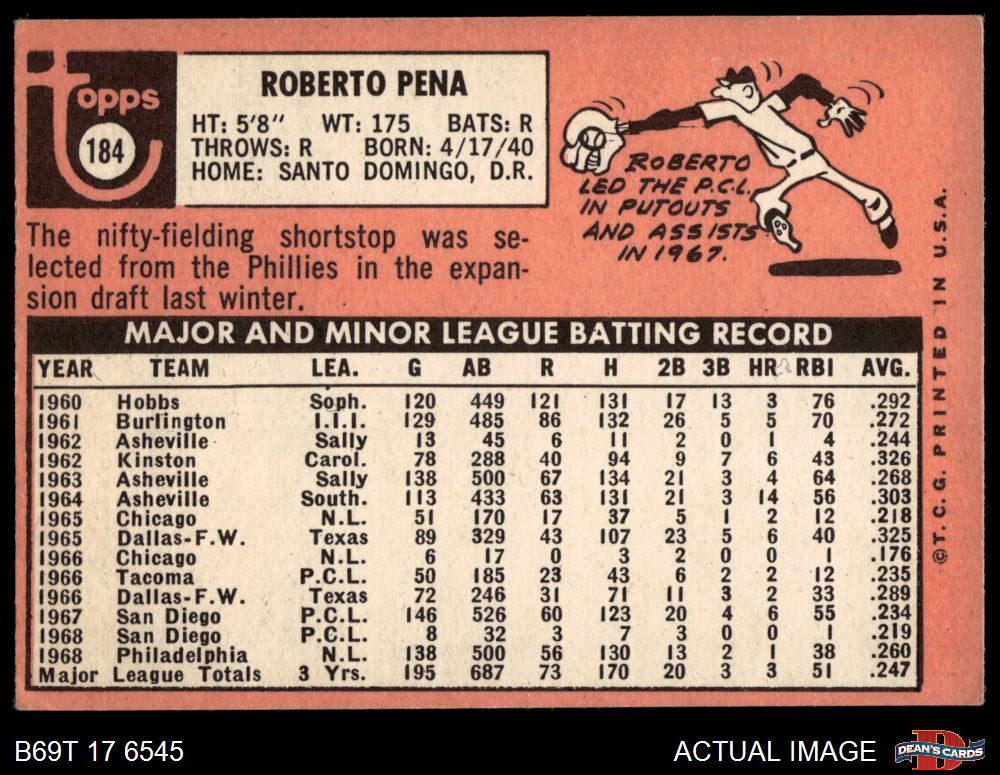 Topps
184
ROBERTO PENA
HT: 5'8" WT: 175 BATS: R
THROWS: R BORN: 4/17/40
HOME: SANTO DOMINGO, D.R.
ROBERTO
LED THE P.C.L.
IN PUTOUTS
AND ASSISTS
IN 1967.
The nifty-fielding shortstop was se-
lected from the Phillies in the expan-
sion draft last winter.
MAJOR AND MINOR LEAGUE BATTING RECORD
YEAR TEAM LEA. G AB R H 2B 3B HR RBI AVG.
1960 Hobbs Soph. 120 449 121 131 17 13 3 76 .292
1961 Burlington I.I.I. 129 485 86 132 26 5 5 70 .272
1962 Asheville Sally 13 45 6 11 2 0 1 4 .244
1962 Kinston Carol. 78 288 40 94 9 7 6 43 .326
1963 Asheville Sally 138 500 67 134 21 3 4 64 .268
1964 Asheville South. 113 433 63 131 21 3 14 56 .303
1965 Chicago N.L. 51 170 17 37 5 1 2 12 .218
1965 Dallas-F.W. Texas 89 329 43 107 23 5 6 40 .325
1966 Chicago N.L. 6 17 0 3 2 0 0 1 .176
1966 Tacoma P.C.L. 50 185 23 43 6 2 2 12 .235
1966 Dallas-F.W. Texas 72 246 31 71 11 3 2 33 .289
1967 San Diego P.C.L. 146 526 60 123 20 4 6 55 .234
1968 San Diego P.C.L. 8 32 3 7 3 0 0 1 .219
1968 Philadelphia N.L. 138 500 56 130 13 2 1 38 .260
Major League Totals 3 Yrs. 195 687 73 170 20 3 3 51 .247
©T. C. G. PRINTED IN U.S.A.
B69T 17 6545
ACTUAL IMAGE
DEAN'S CARDS